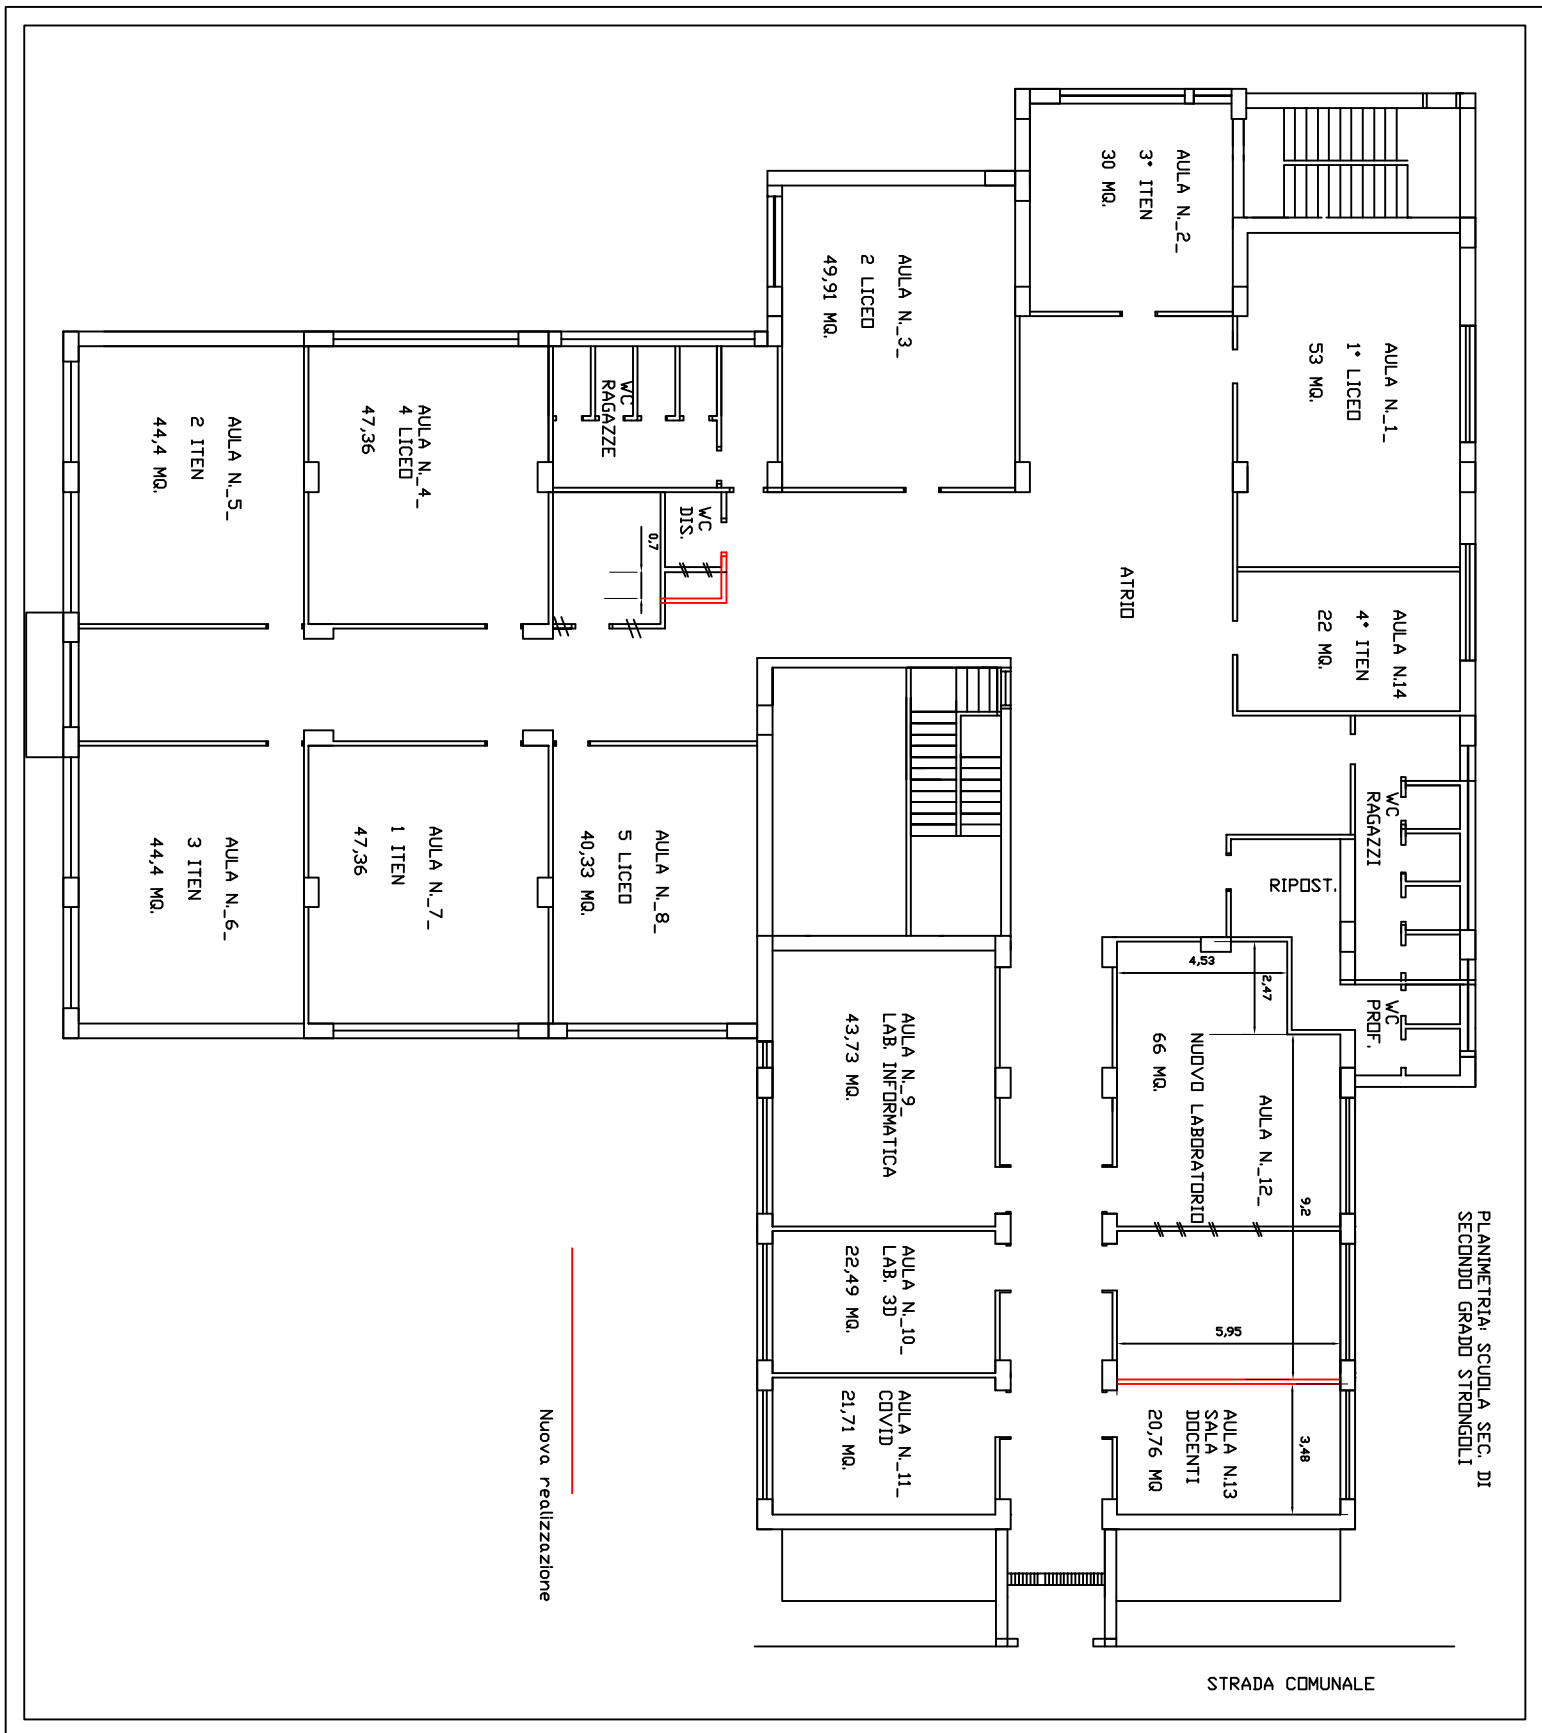 PLANIMETRIA: SCUOLA SEC. DI
SECONDO GRADO STRONGOLI
AULA N._1_
1° LICEO
53 MQ.
AULA N._2_
3° ITEN
30 MQ.
AULA N._3_
2 LICEO
49,91 MQ.
AULA N._4_
4 LICEO
47,36
AULA N._5_
2 ITEN
44,4 MQ.
WC
RAGAZZE
WC
DIS.
0,7
ATRIO
AULA N.14
4° ITEN
22 MQ.
WC
RAGAZZI
RIPOST.
WC
PROF.
AULA N._6_
3 ITEN
44,4 MQ.
AULA N._7_
1 ITEN
47,36
AULA N._8_
5 LICEO
40,33 MQ.
AULA N._9_
LAB. INFORMATICA
43,73 MQ.
AULA N._10_
LAB. 3D
22,49 MQ.
AULA N._11_
COVID
21,71 MQ.
4,53
2,47
AULA N._12_
NUOVO LABORATORIO
66 MQ.
9,2
5,95
3,48
AULA N.13
SALA
DOCENTI
20,76 MQ
Nuova realizzazione
STRADA COMUNALE